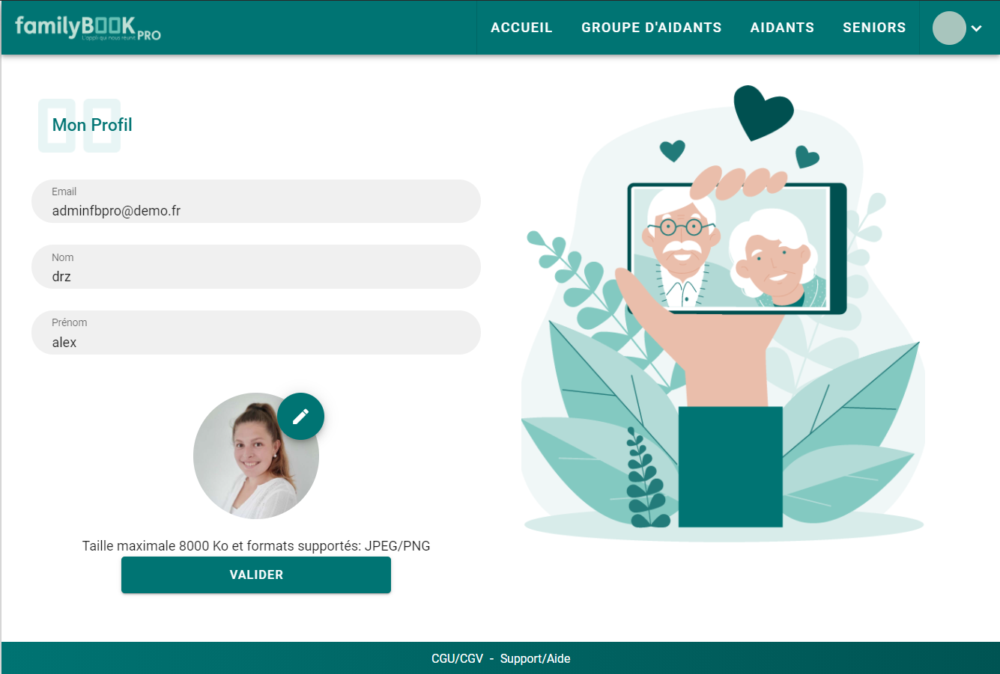 familyBOOK PRO
L'appli qui nous réunit
ACCUEIL GROUPE D'AIDANTS AIDANTS SENIORS
Mon Profil
Email
adminfbpro@demo.fr
Nom
drz
Prénom
alex
Taille maximale 8000 Ko et formats supportés: JPEG/PNG
VALIDER
CGU/CGV - Support/Aide